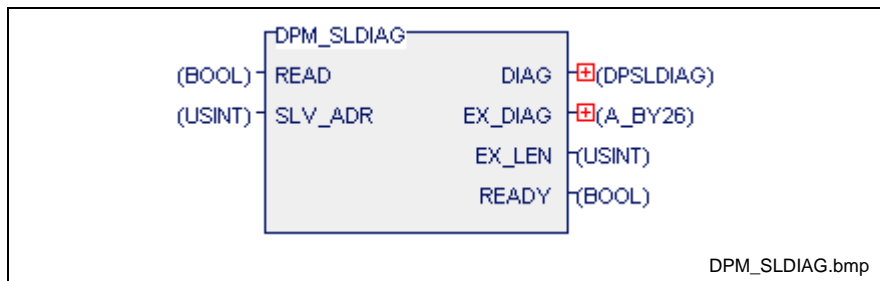 DPM_SLDIAG
(BOOL) READ DIAG (DPSLDIAG)
(USINT) SLV_ADR EX_DIAG (A_BY26)
EX_LEN (USINT)
READY (BOOL)
DPM_SLDIAG.bmp